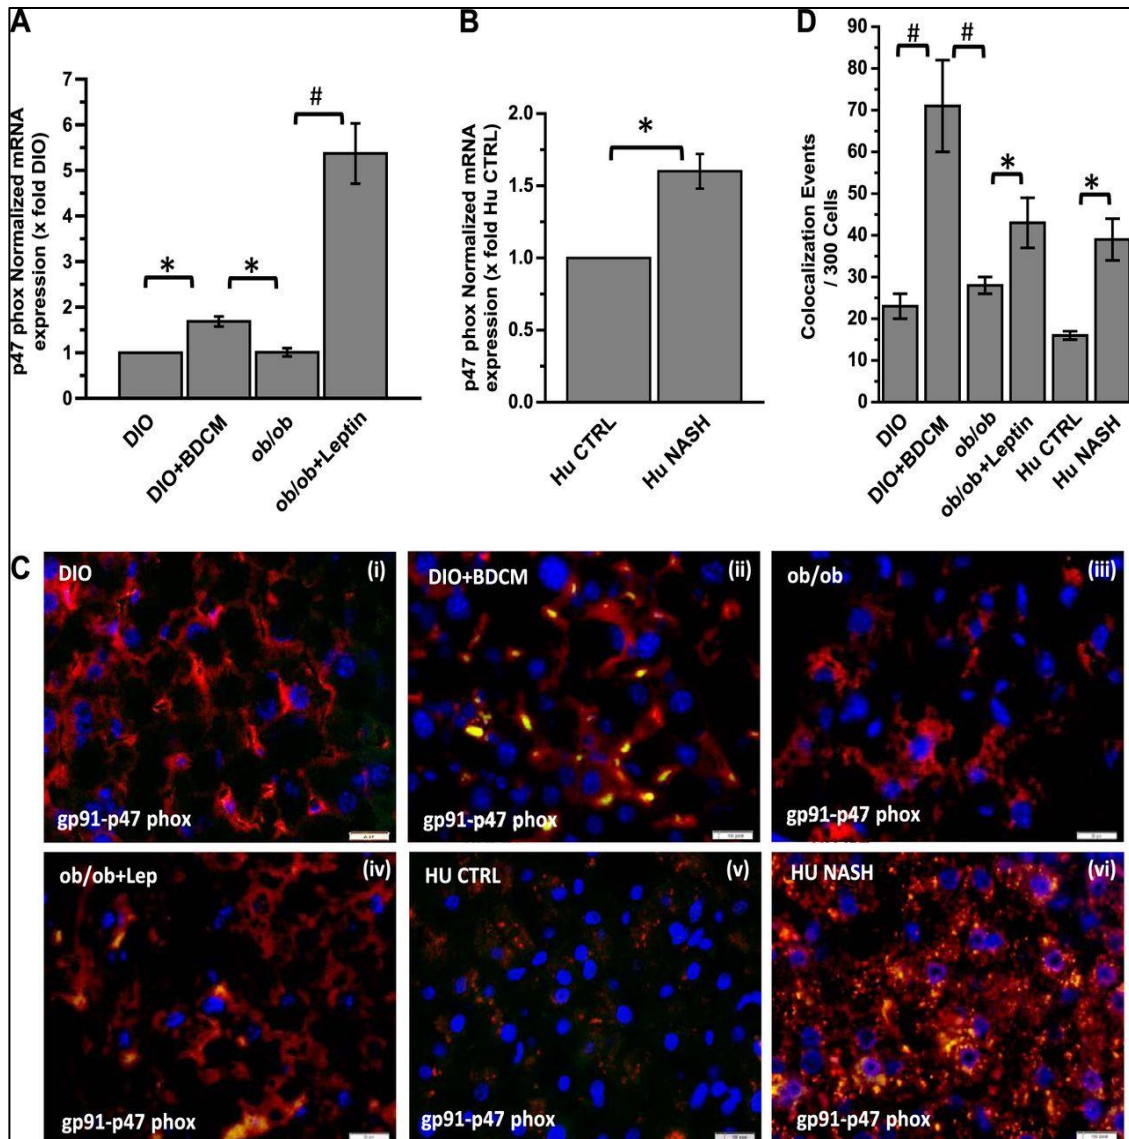 A
p47 phox Normalized mRNA
expression (x fold DIO)
7
6
5
4
3
2
1
0
*
*
#
DIO
DIO+BDCM
ob/ob
ob/ob+Leptin
B
p47 phox Normalized mRNA
expression (x fold Hu CTRL)
2.0
1.5
1.0
0.5
0.0
*
Hu CTRL
Hu NASH
D
Colocalization Events
/ 300 Cells
90
80
70
60
50
40
30
20
10
0
#
#
*
*
DIO
DIO+BDCM
ob/ob
ob/ob+Leptin
Hu CTRL
Hu NASH
C
DIO
(i)
gp91-p47 phox
DIO+BDCM
(ii)
gp91-p47 phox
ob/ob
(iii)
gp91-p47 phox
ob/ob+Lep
(iv)
gp91-p47 phox
HU CTRL
(v)
gp91-p47 phox
HU NASH
(vi)
gp91-p47 phox